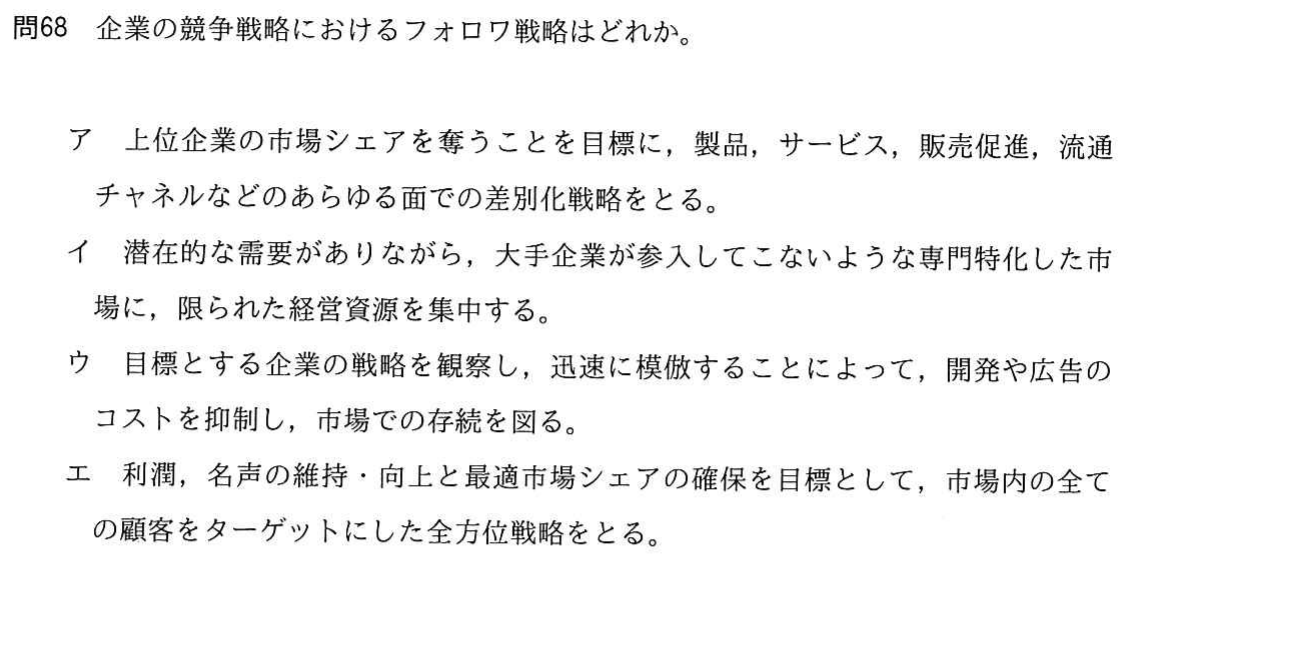 問68 企業の競争戦略におけるフォロワ戦略はどれか。
ア 上位企業の市場シェアを奪うことを目標に，製品，サービス，販売促進，流通
チャネルなどのあらゆる面での差別化戦略をとる。
イ 潜在的な需要がありながら，大手企業が参入してこないような専門特化した市
場に，限られた経営資源を集中する。
ウ 目標とする企業の戦略を観察し，迅速に模倣することによって，開発や広告の
コストを抑制し，市場での存続を図る。
エ 利潤，名声の維持・向上と最適市場シェアの確保を目標として，市場内の全て
の顧客をターゲットにした全方位戦略をとる。